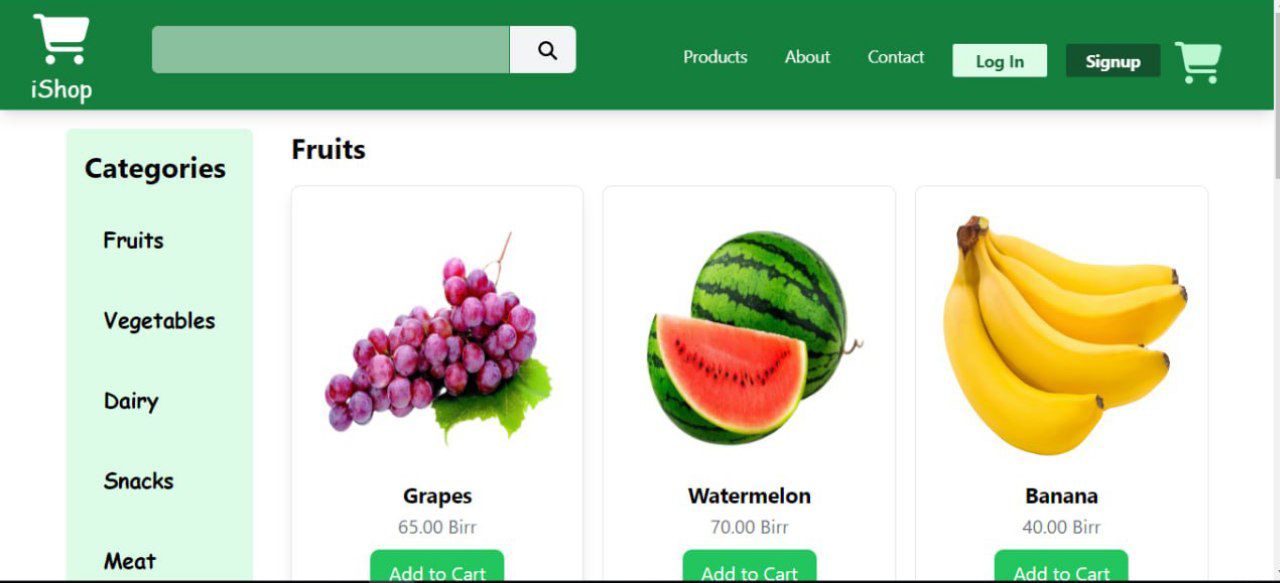 iShop
Products
About
Contact
Log In
Signup
Categories
Fruits
Vegetables
Dairy
Snacks
Meat
Fruits
Grapes
65.00 Birr
Add to Cart
Watermelon
70.00 Birr
Add to Cart
Banana
40.00 Birr
Add to Cart